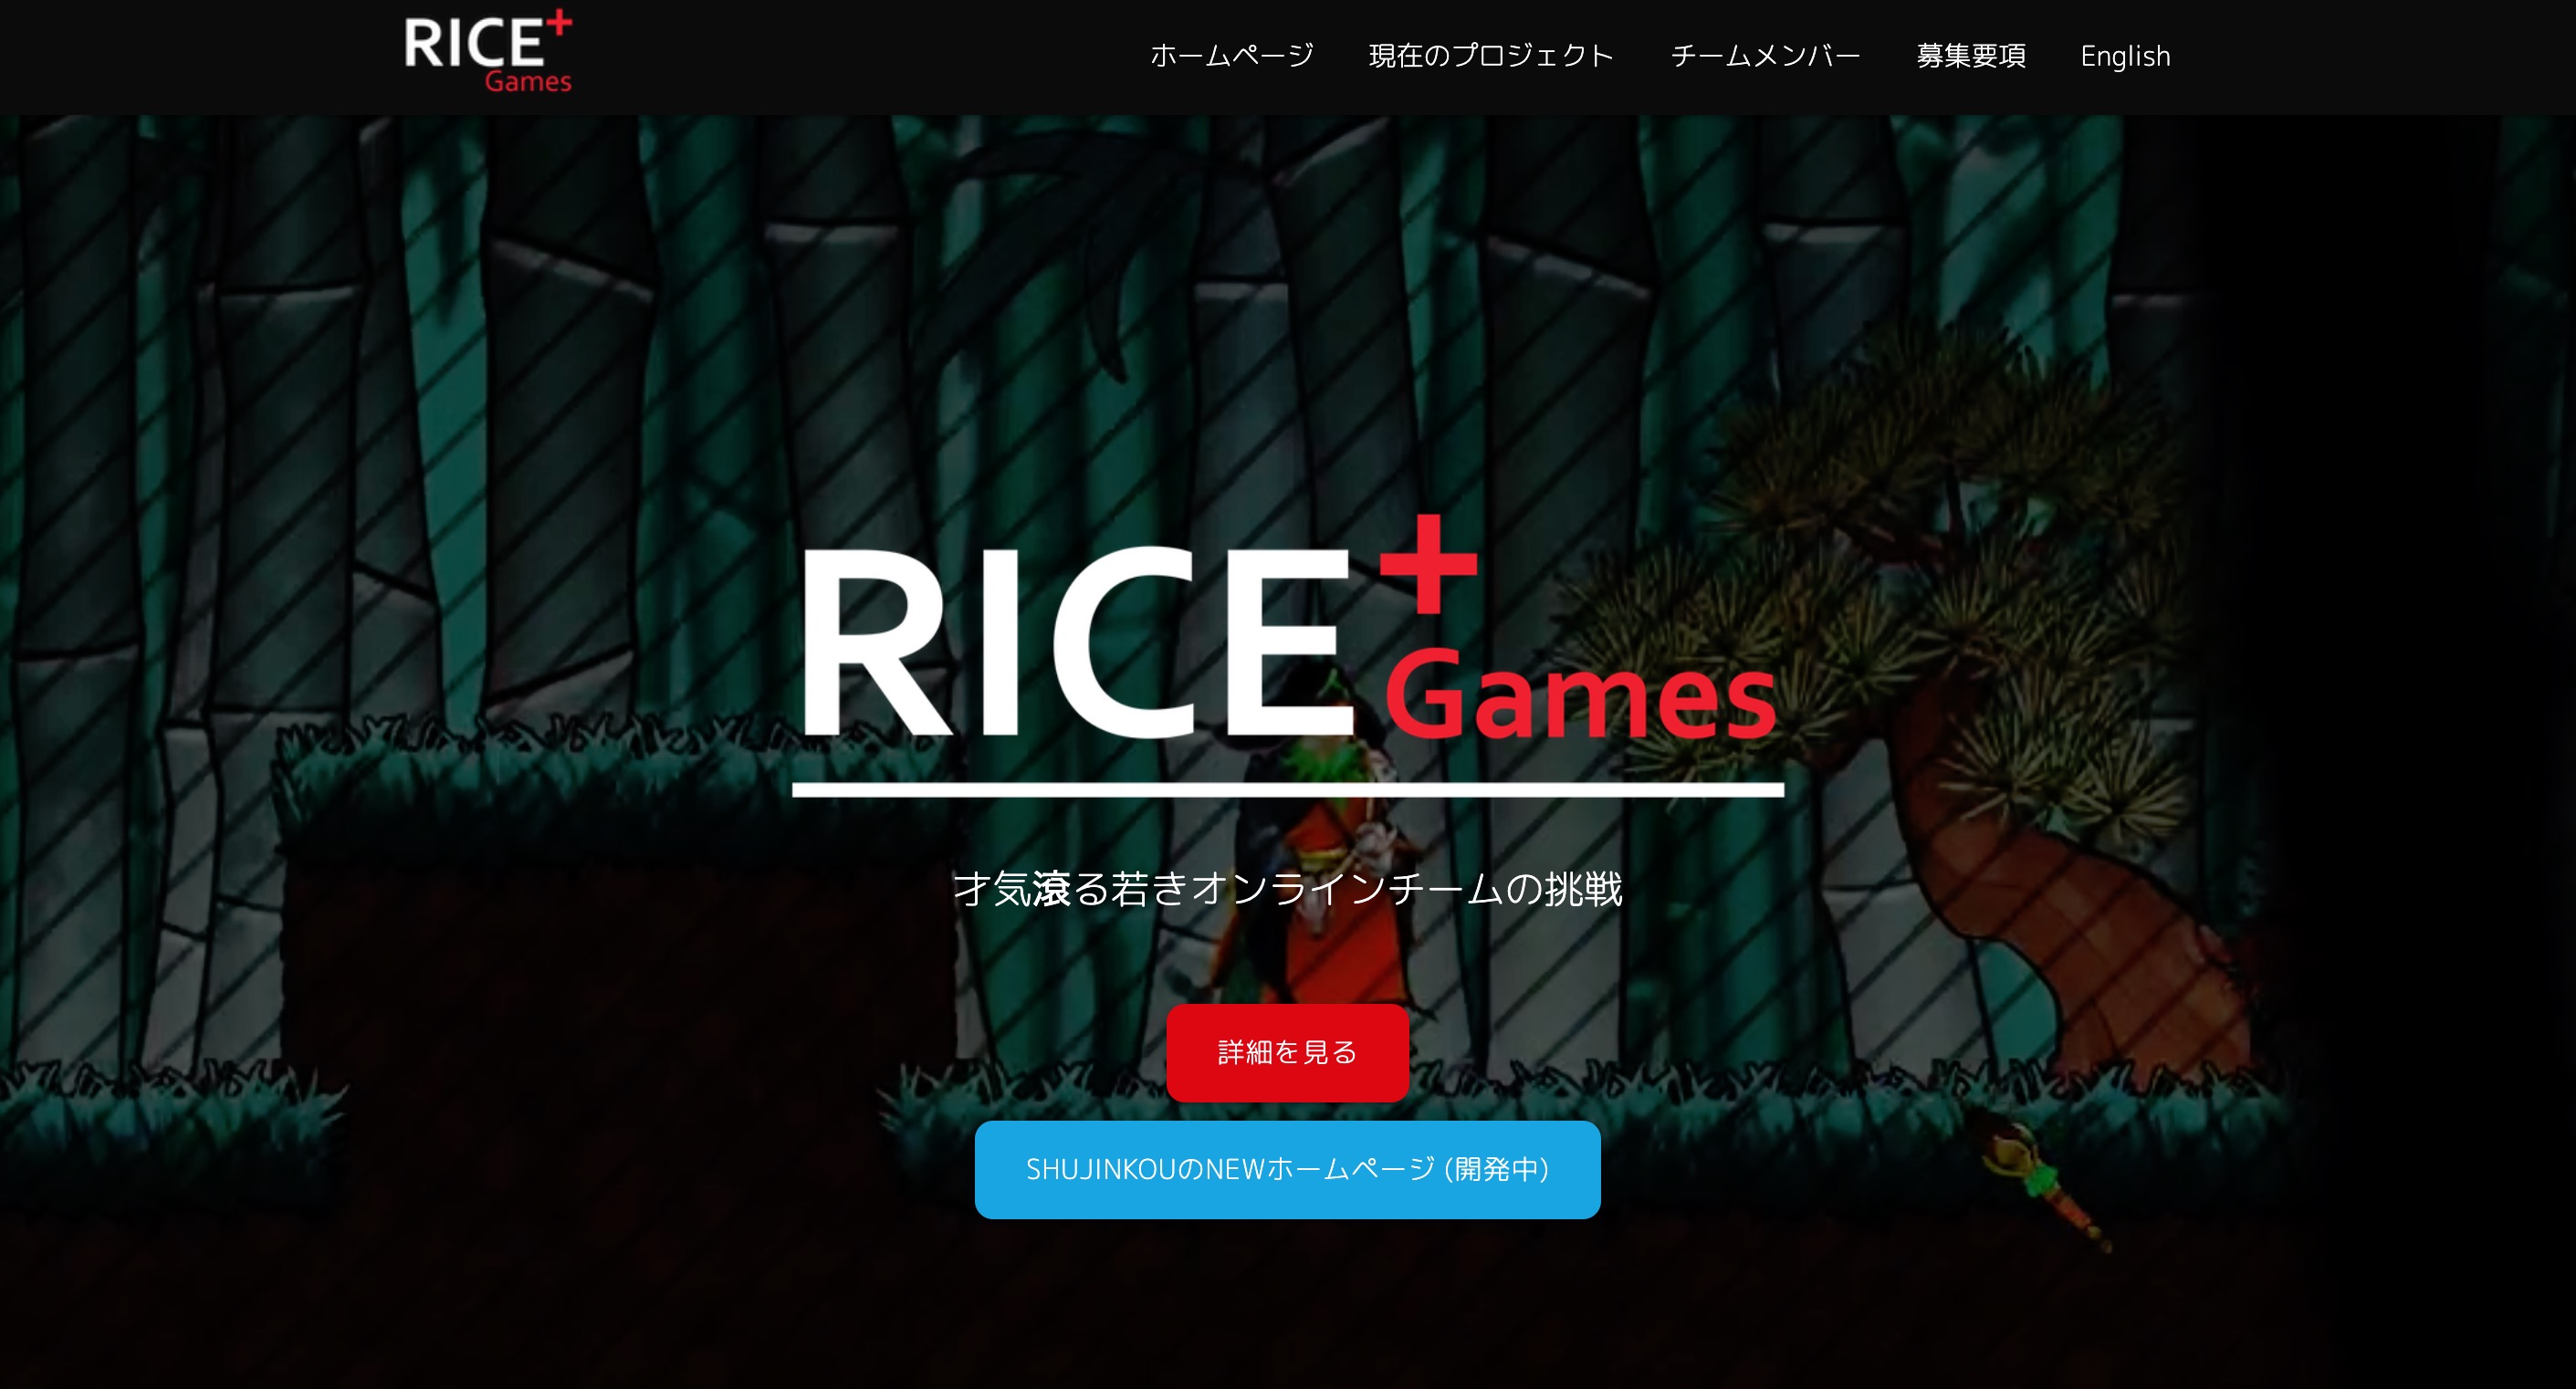 RICE+
Games
ホームページ 現在のプロジェクト チームメンバー 募集要項 English
RICE+
Games
才気滾る若きオンラインチームの挑戦
詳細を見る
SHUJINKOUのNEWホームページ (開発中)